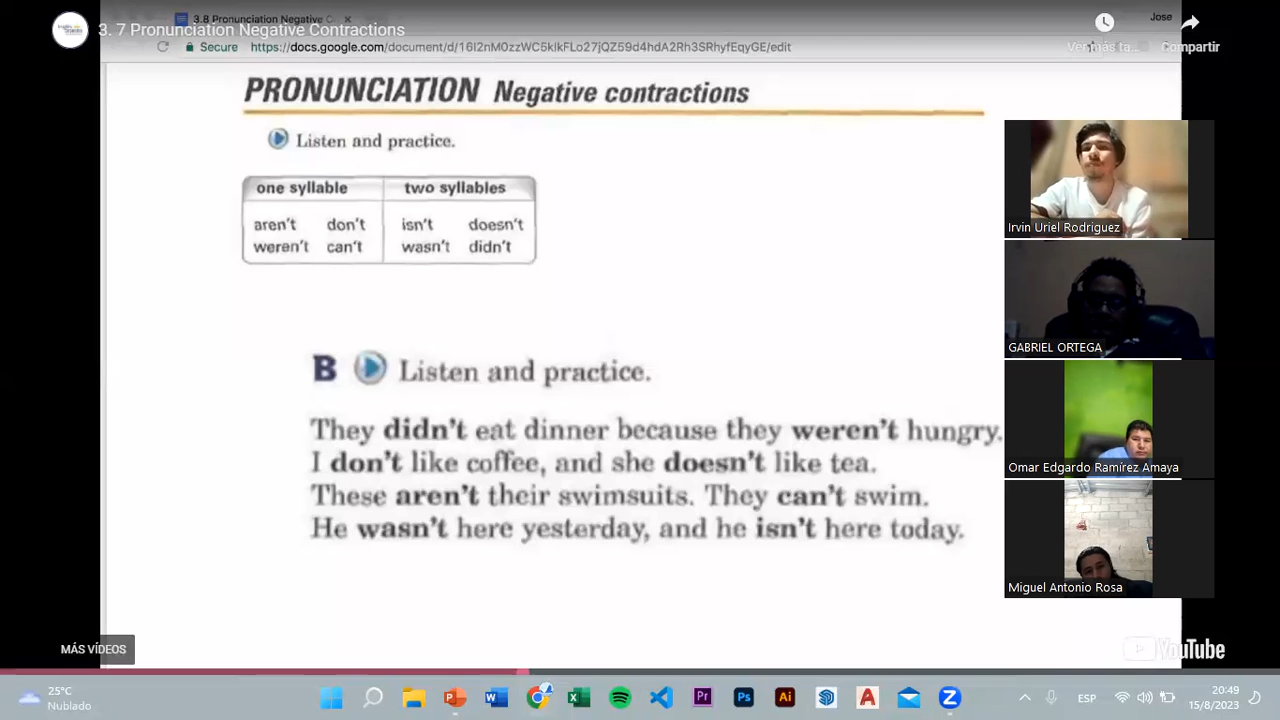 3.8 Pronunciation Negative C
Jose
3. 7 Pronunciation Negative Contractions
Secure https://docs.google.com/document/d/16I2nM0zzWC5kikFLo27jQZ59d4hdA2Rh3SRhyfEqyGE/edit
Ver más ta...
Compartir
PRONUNCIATION Negative contractions
Listen and practice.
one syllable two syllables
aren't don't isn't doesn't
weren't can't wasn't didn't
B Listen and practice.
They didn't eat dinner because they weren't hungry.
I don't like coffee, and she doesn't like tea.
These aren't their swimsuits. They can't swim.
He wasn't here yesterday, and he isn't here today.
Irvin Uriel Rodriguez
GABRIEL ORTEGA
Omar Edgardo Ramírez Amaya
Miguel Antonio Rosa
MÁS VÍDEOS
YouTube
25°C
Nublado
ESP
20:49
15/8/2023